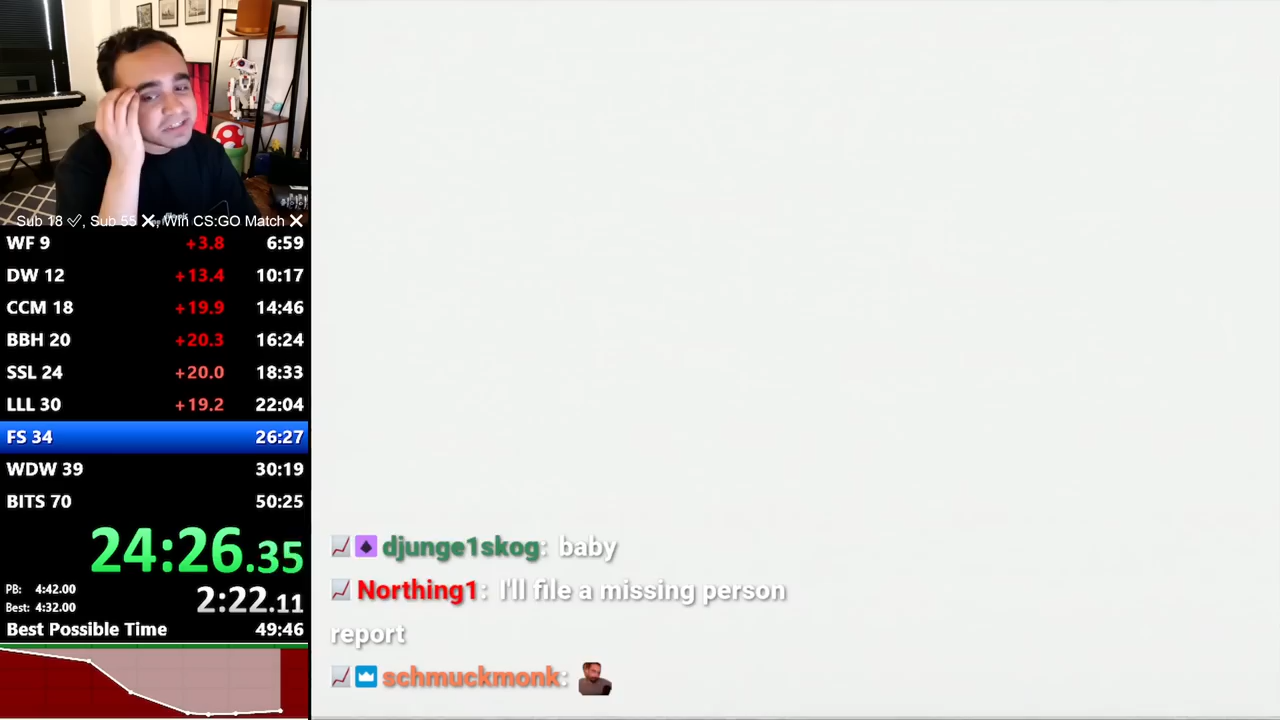 Sub 18 ✓, Sub 55 ✕, Win CS:GO Match ✕
WF 9 +3.8 6:59
DW 12 +13.4 10:17
CCM 18 +19.9 14:46
BBH 20 +20.3 16:24
SSL 24 +20.0 18:33
LLL 30 +19.2 22:04
FS 34 26:27
WDW 39 30:19
BITS 70 50:25
24:26.35
PB: 4:42.00
Best: 4:32.00
2:22.11
Best Possible Time 49:46
djunge1skog: baby
Northing1: I'll file a missing person
report
schmuckmonk: